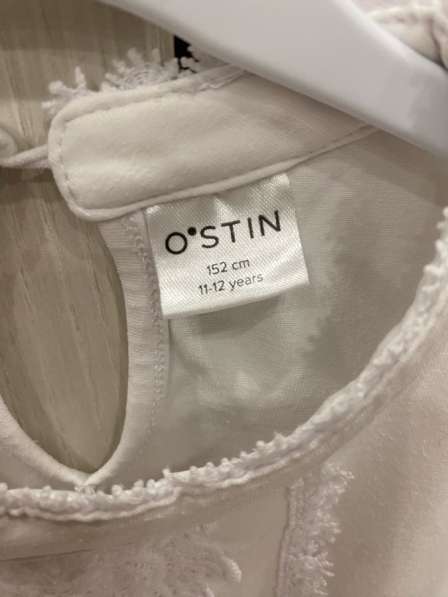 O'STIN
152 cm
11-12 years